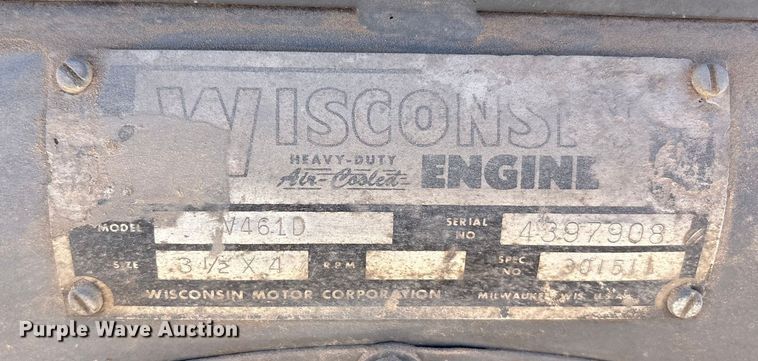 WISCONSIN
HEAVY-DUTY
Air-Cooled
ENGINE
MODEL V461D SERIAL NO 4397908
SIZE 3 1/2 X 4 RPM SPEC NO 301511
WISCONSIN MOTOR CORPORATION MILWAUKEE, WIS. U.S.A.
Purple Wave Auction